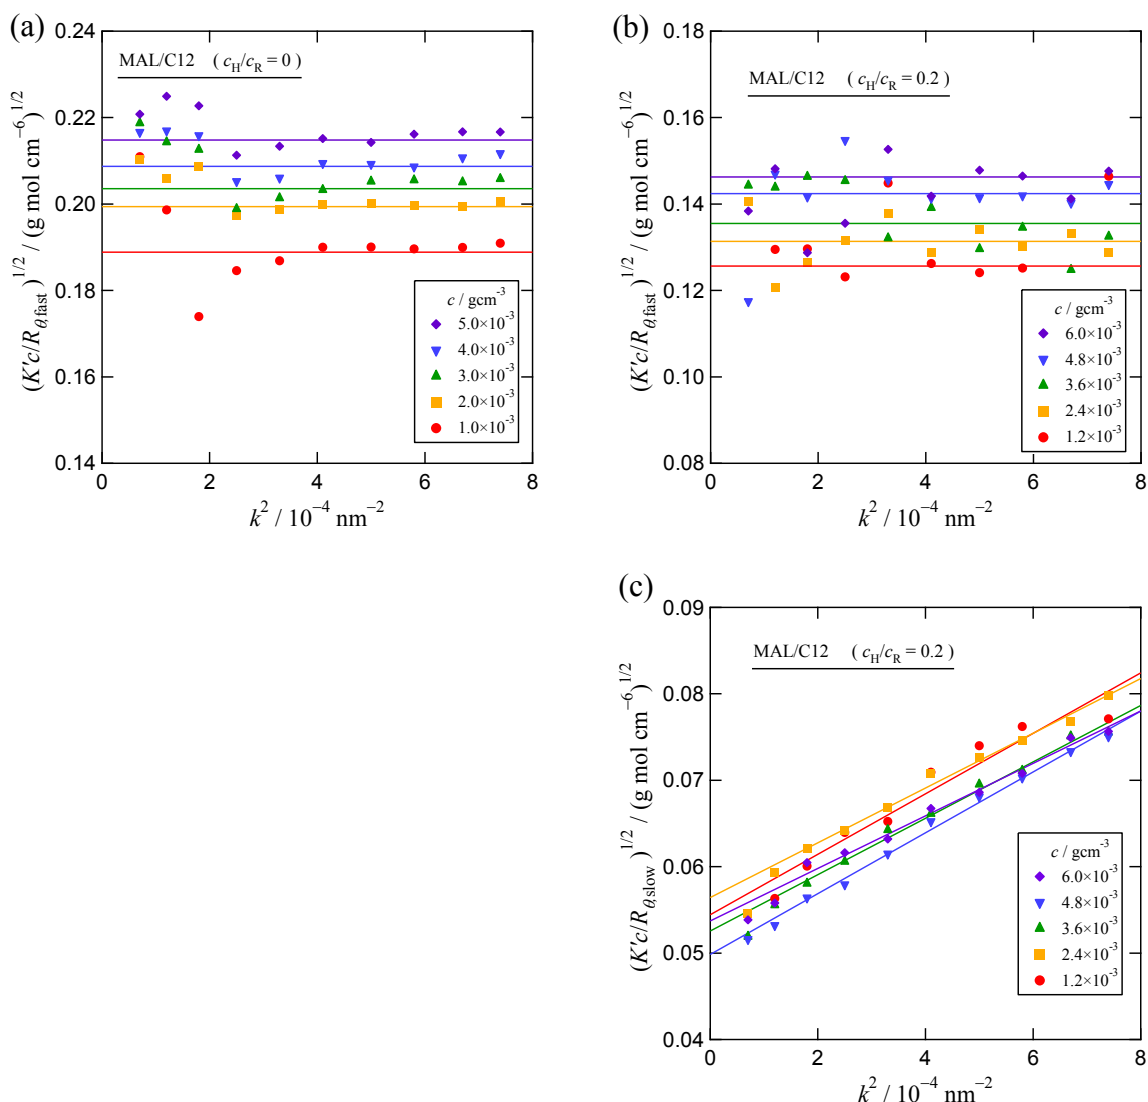 (a)
0.24
0.22
0.20
0.18
0.16
0.14
(K′c/Rθ,fast)^1/2 / (g mol cm^−6)^1/2
MAL/C12 ( cH/cR = 0 )
c / gcm^-3
5.0×10^-3
4.0×10^-3
3.0×10^-3
2.0×10^-3
1.0×10^-3
0 2 4 6 8
k^2 / 10^−4 nm^−2
(b)
0.18
0.16
0.14
0.12
0.10
0.08
(K′c/Rθ,fast)^1/2 / (g mol cm^−6)^1/2
MAL/C12 ( cH/cR = 0.2 )
c / gcm^-3
6.0×10^-3
4.8×10^-3
3.6×10^-3
2.4×10^-3
1.2×10^-3
0 2 4 6 8
k^2 / 10^−4 nm^−2
(c)
0.09
0.08
0.07
0.06
0.05
0.04
(K′c/Rθ,slow)^1/2 / (g mol cm^−6)^1/2
MAL/C12 ( cH/cR = 0.2 )
c / gcm^-3
6.0×10^-3
4.8×10^-3
3.6×10^-3
2.4×10^-3
1.2×10^-3
0 2 4 6 8
k^2 / 10^−4 nm^−2